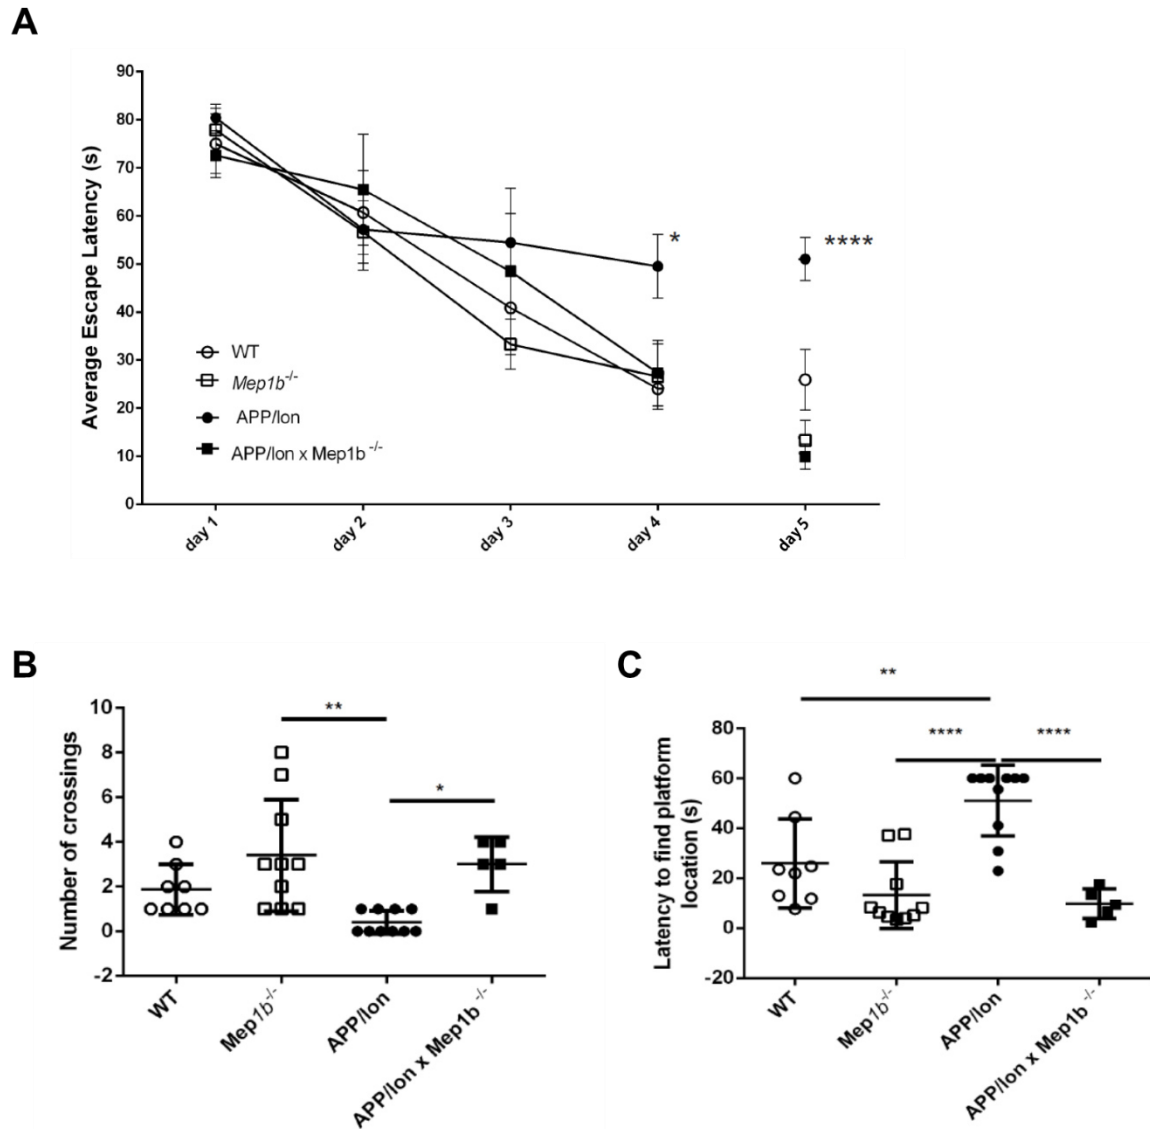 A
Average Escape Latency (s)
90
80
70
60
50
40
30
20
10
0
*
****
WT
Mep1b-/-
APP/lon
APP/lon x Mep1b -/-
day 1
day 2
day 3
day 4
day5
B
Number of crossings
10
8
6
4
2
0
-2
**
*
WT
Mep1b-/-
APP/lon
APP/lon x Mep1b-/-
C
Latency to find platform
location (s)
80
60
40
20
0
-20
**
****
****
WT
Mep1b-/-
APP/lon
APP/lon x Mep1b-/-